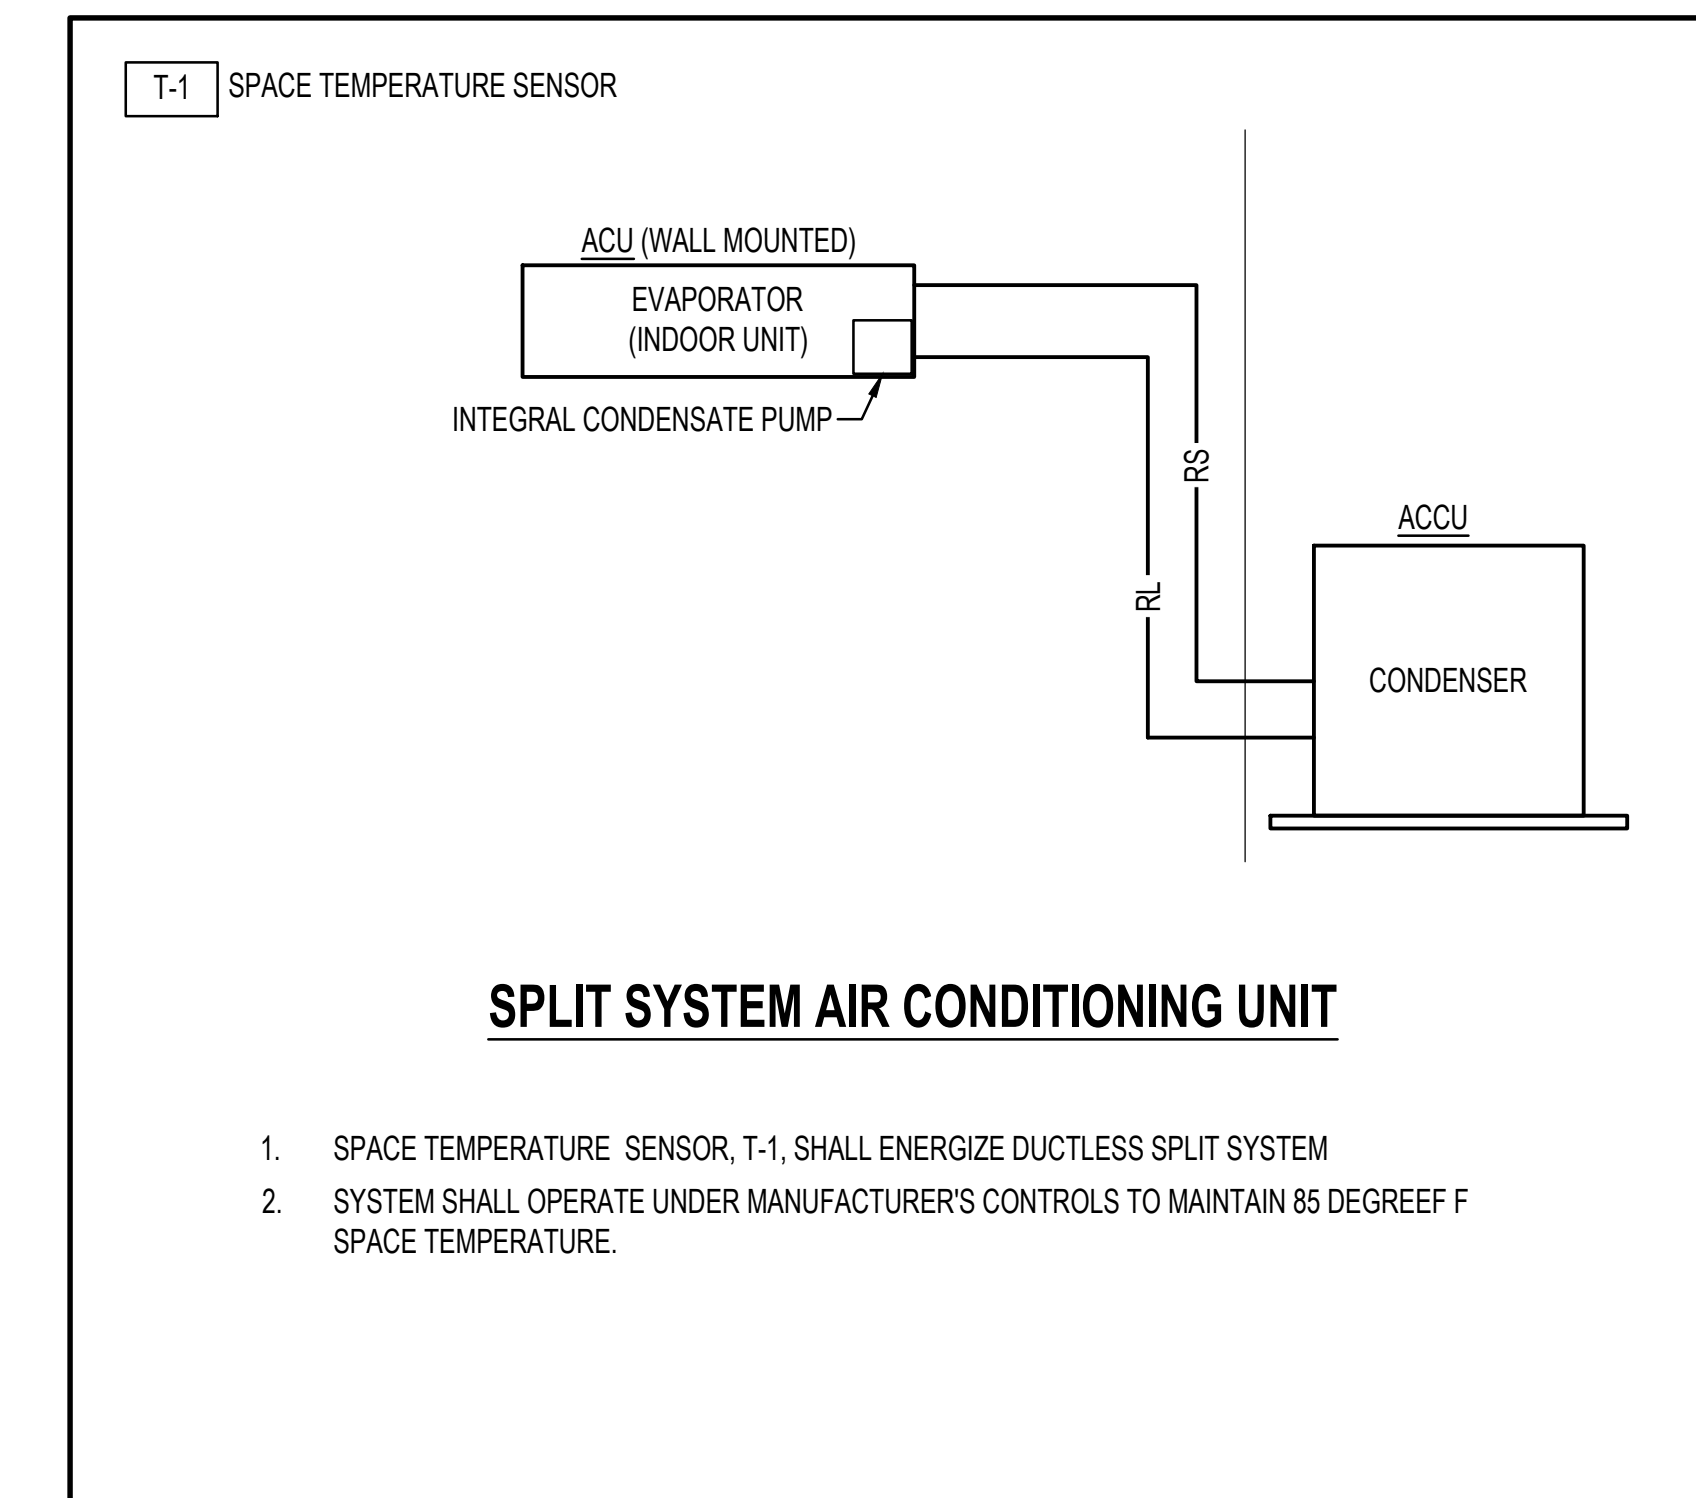 T-1 SPACE TEMPERATURE SENSOR
ACU (WALL MOUNTED)
EVAPORATOR
(INDOOR UNIT)
INTEGRAL CONDENSATE PUMP
RS
RL
ACCU
CONDENSER
SPLIT SYSTEM AIR CONDITIONING UNIT
1. SPACE TEMPERATURE SENSOR, T-1, SHALL ENERGIZE DUCTLESS SPLIT SYSTEM
2. SYSTEM SHALL OPERATE UNDER MANUFACTURER'S CONTROLS TO MAINTAIN 85 DEGREEF F
SPACE TEMPERATURE.